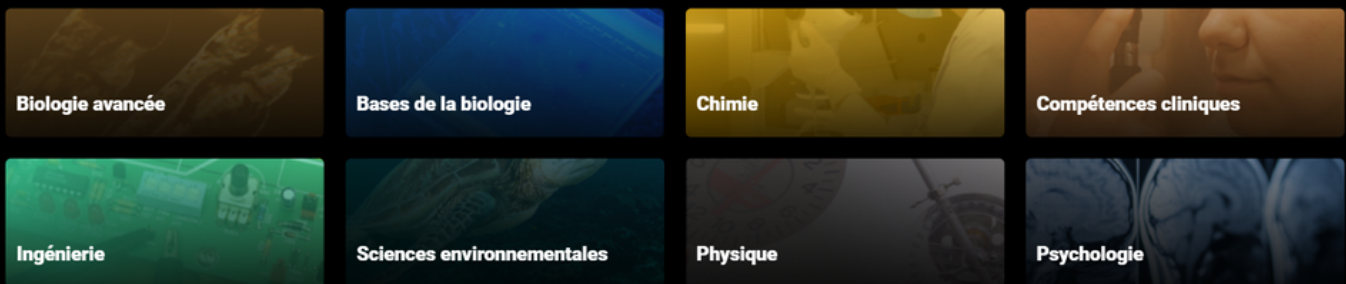 Biologie avancée
Bases de la biologie
Chimie
Compétences cliniques
Ingénierie
Sciences environnementales
Physique
Psychologie